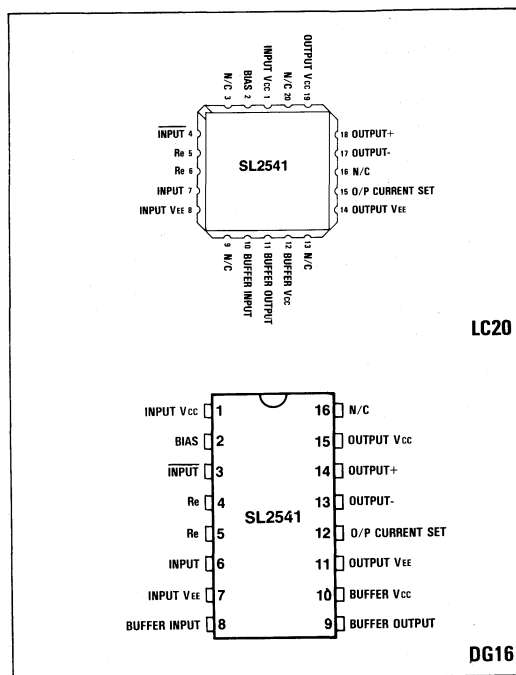 N/C 3
BIAS 2
INPUT Vcc 1
N/C 20
OUTPUT Vcc 19
INPUT 4
Re 5
Re 6
INPUT 7
INPUT VEE 8
SL2541
18 OUTPUT+
17 OUTPUT-
16 N/C
15 O/P CURRENT SET
14 OUTPUT VEE
9 N/C
10 BUFFER INPUT
11 BUFFER OUTPUT
12 BUFFER Vcc
13 N/C
LC20
INPUT Vcc 1
BIAS 2
INPUT 3
Re 4
Re 5
INPUT 6
INPUT VEE 7
BUFFER INPUT 8
SL2541
16 N/C
15 OUTPUT Vcc
14 OUTPUT+
13 OUTPUT-
12 O/P CURRENT SET
11 OUTPUT VEE
10 BUFFER Vcc
9 BUFFER OUTPUT
DG16